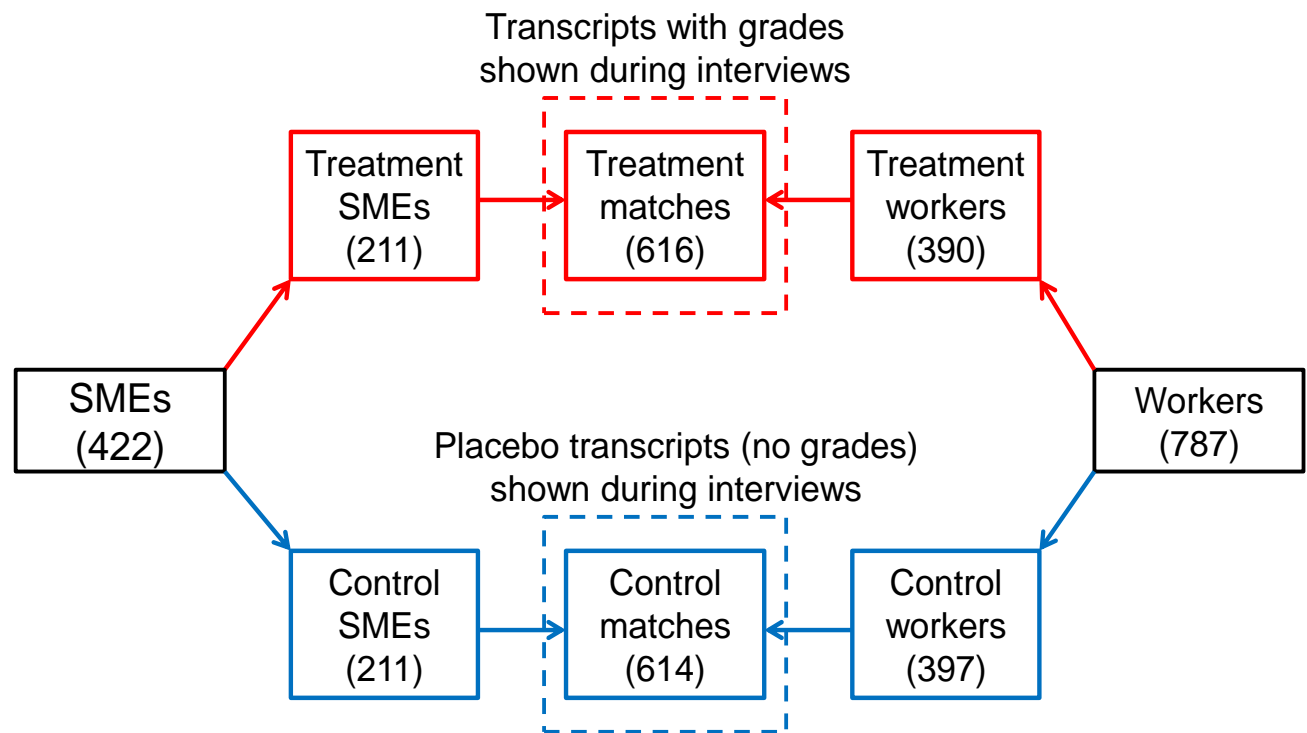 Transcripts with grades
shown during interviews
Treatment
SMEs
(211)
Treatment
matches
(616)
Treatment
workers
(390)
SMEs
(422)
Workers
(787)
Placebo transcripts (no grades)
shown during interviews
Control
SMEs
(211)
Control
matches
(614)
Control
workers
(397)